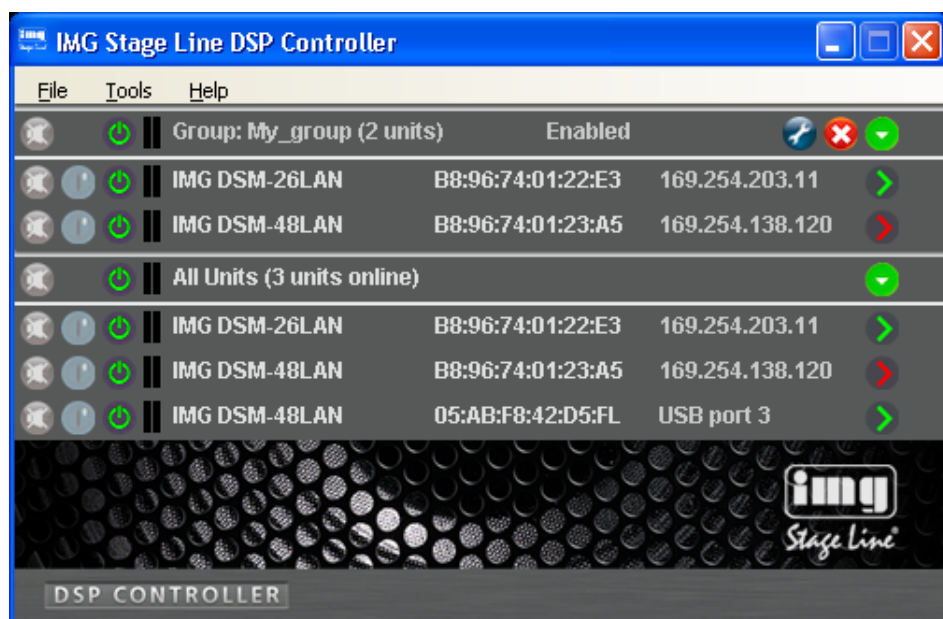 IMG Stage Line DSP Controller
File Tools Help
Group: My_group (2 units) Enabled
IMG DSM-26LAN B8:96:74:01:22:E3 169.254.203.11
IMG DSM-48LAN B8:96:74:01:23:A5 169.254.138.120
All Units (3 units online)
IMG DSM-26LAN B8:96:74:01:22:E3 169.254.203.11
IMG DSM-48LAN B8:96:74:01:23:A5 169.254.138.120
IMG DSM-48LAN 05:AB:F8:42:D5:FL USB port 3
img
Stage Line®
DSP CONTROLLER